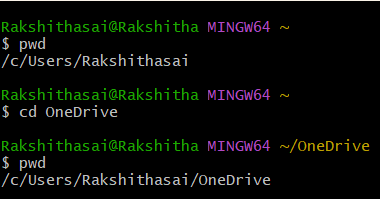 Rakshithasai@Rakshitha MINGW64 ~
$ pwd
/c/Users/Rakshithasai
Rakshithasai@Rakshitha MINGW64 ~
$ cd OneDrive
Rakshithasai@Rakshitha MINGW64 ~/OneDrive
$ pwd
/c/Users/Rakshithasai/OneDrive